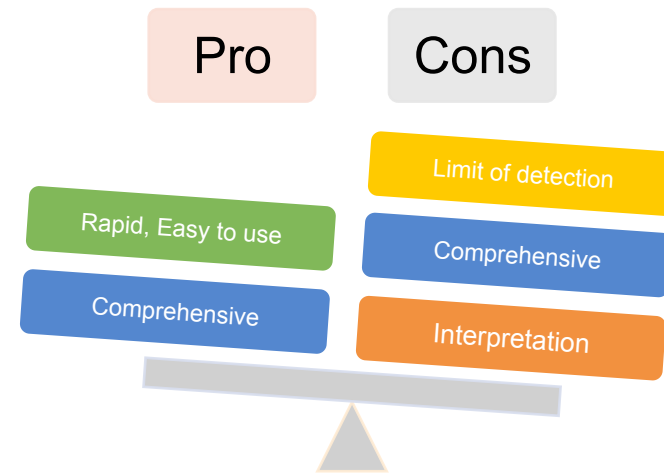 Pro
Cons
Rapid, Easy to use
Comprehensive
Limit of detection
Comprehensive
Interpretation